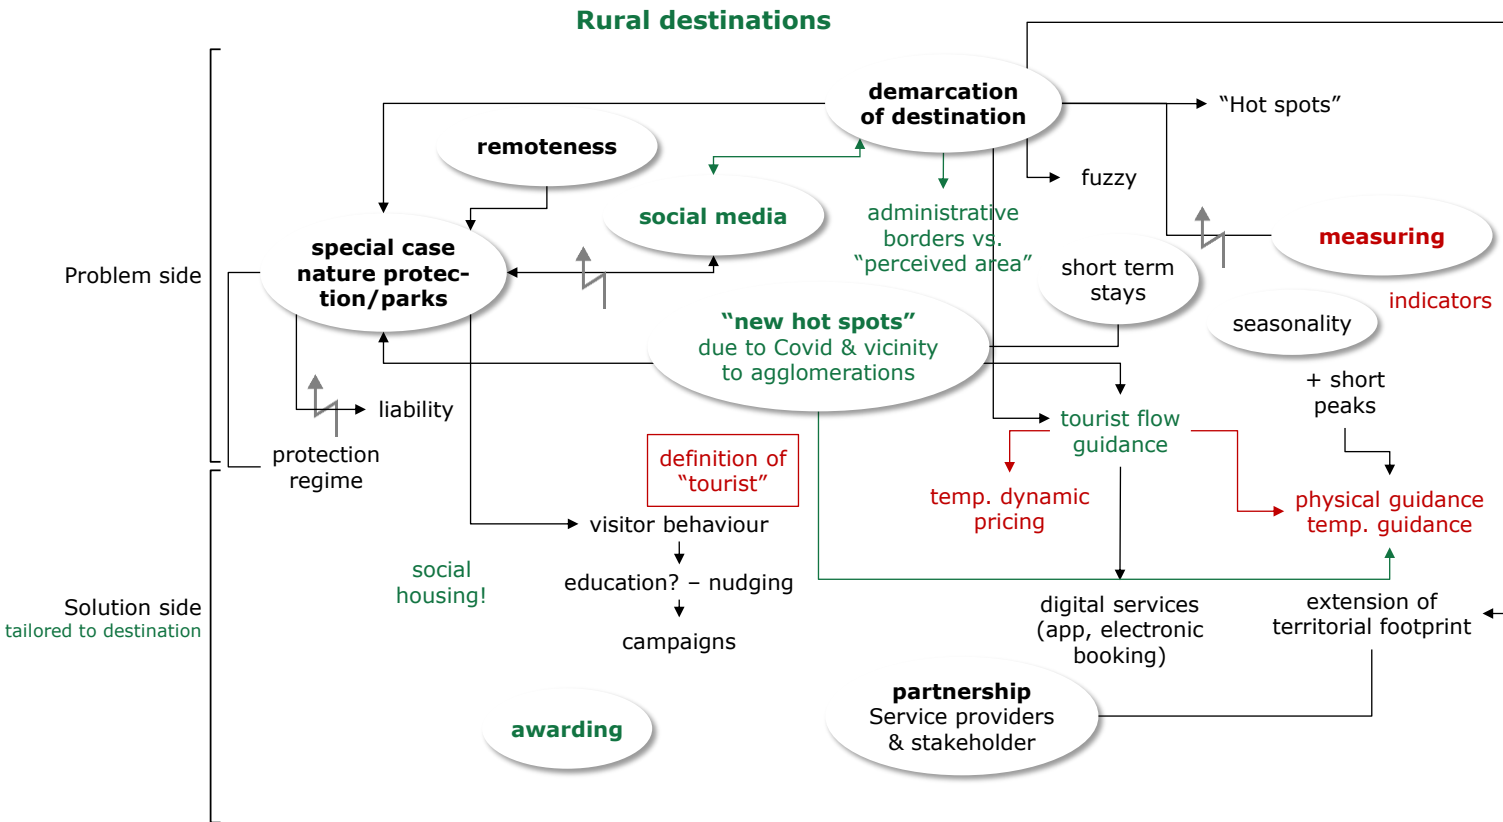 Rural destinations
demarcation
of destination
“Hot spots”
remoteness
fuzzy
social media
administrative
borders vs.
“perceived area”
measuring
special case
nature protec-
tion/parks
Problem side
short term
stays
indicators
“new hot spots”
due to Covid & vicinity
to agglomerations
seasonality
+ short
peaks
liability
tourist flow
guidance
protection
regime
definition of
“tourist”
temp. dynamic
pricing
physical guidance
temp. guidance
visitor behaviour
social
housing!
education? – nudging
Solution side
tailored to destination
campaigns
digital services
(app, electronic
booking)
extension of
territorial footprint
partnership
Service providers
& stakeholder
awarding